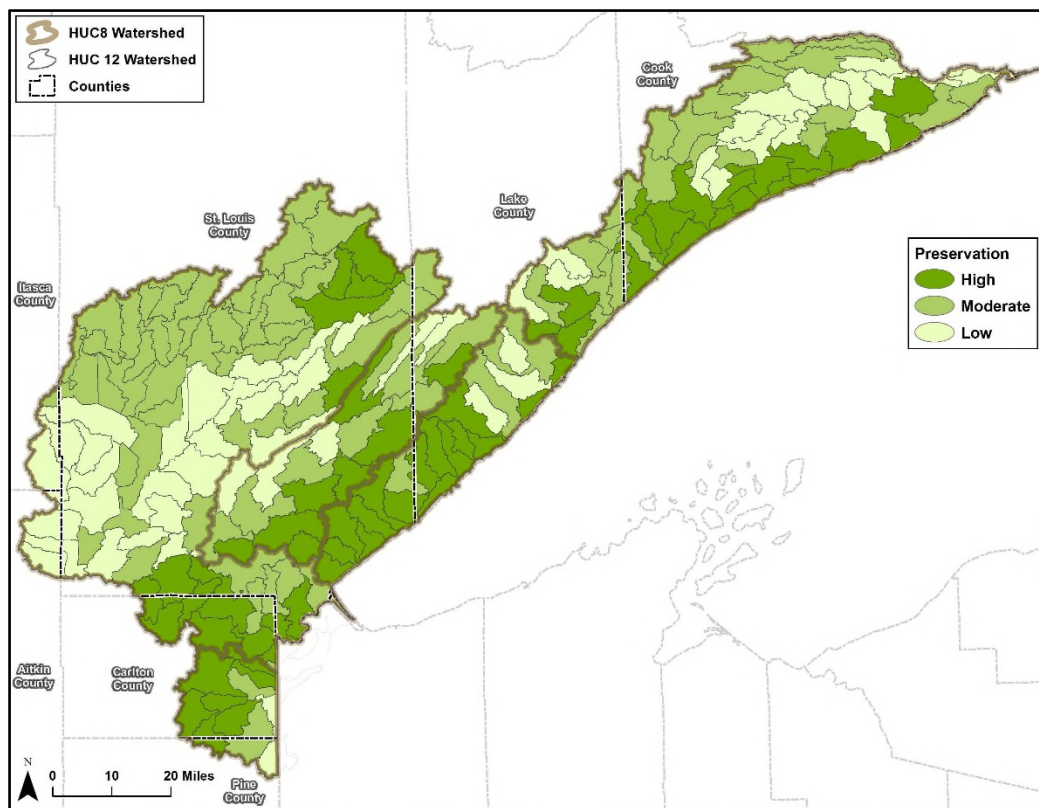 HUC8 Watershed
HUC 12 Watershed
Counties
Cook
County
Lake
County
St. Louis
County
Itasca
County
Preservation
High
Moderate
Low
Aitkin
County
Carlton
County
Pine
County
N
0 10 20 Miles